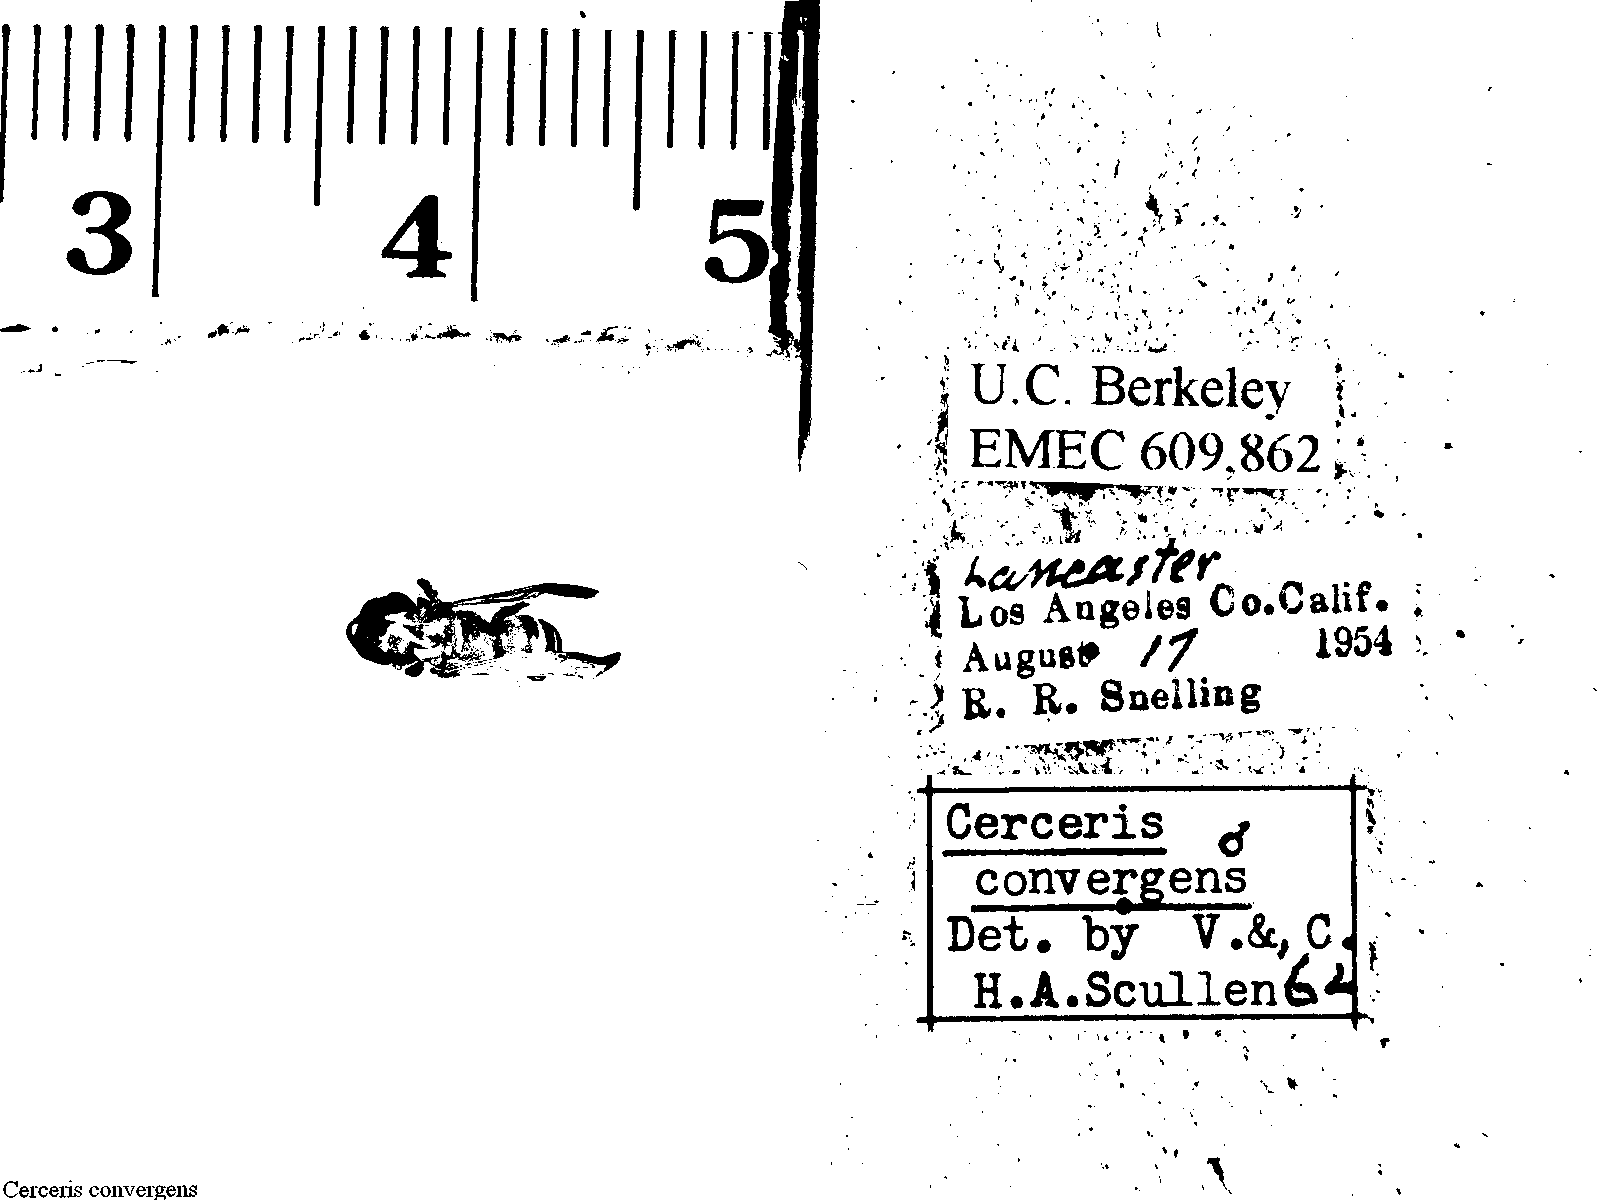 3 4 5
U.C. Berkeley
EMEC 609,862
Lancaster
Los Angeles Co.Calif.
August 17 1954
R. R. Snelling
Cerceris ♂
convergens
Det. by V.&,C.
H.A.Scullen 62
Cerceris convergens